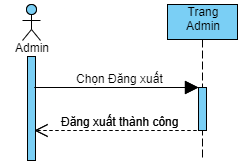 Trang
Admin
Admin
Chọn Đăng xuất
Đăng xuất thành công